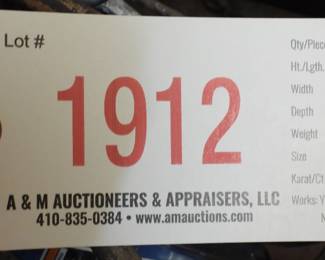 Lot #
1912
A & M AUCTIONEERS & APPRAISERS, LLC
410-835-0384 • www.amauctions.com
Qty/Piece
Ht./Lgth.
Width
Depth
Weight
Size
Karat/Ct
Works: Y
N